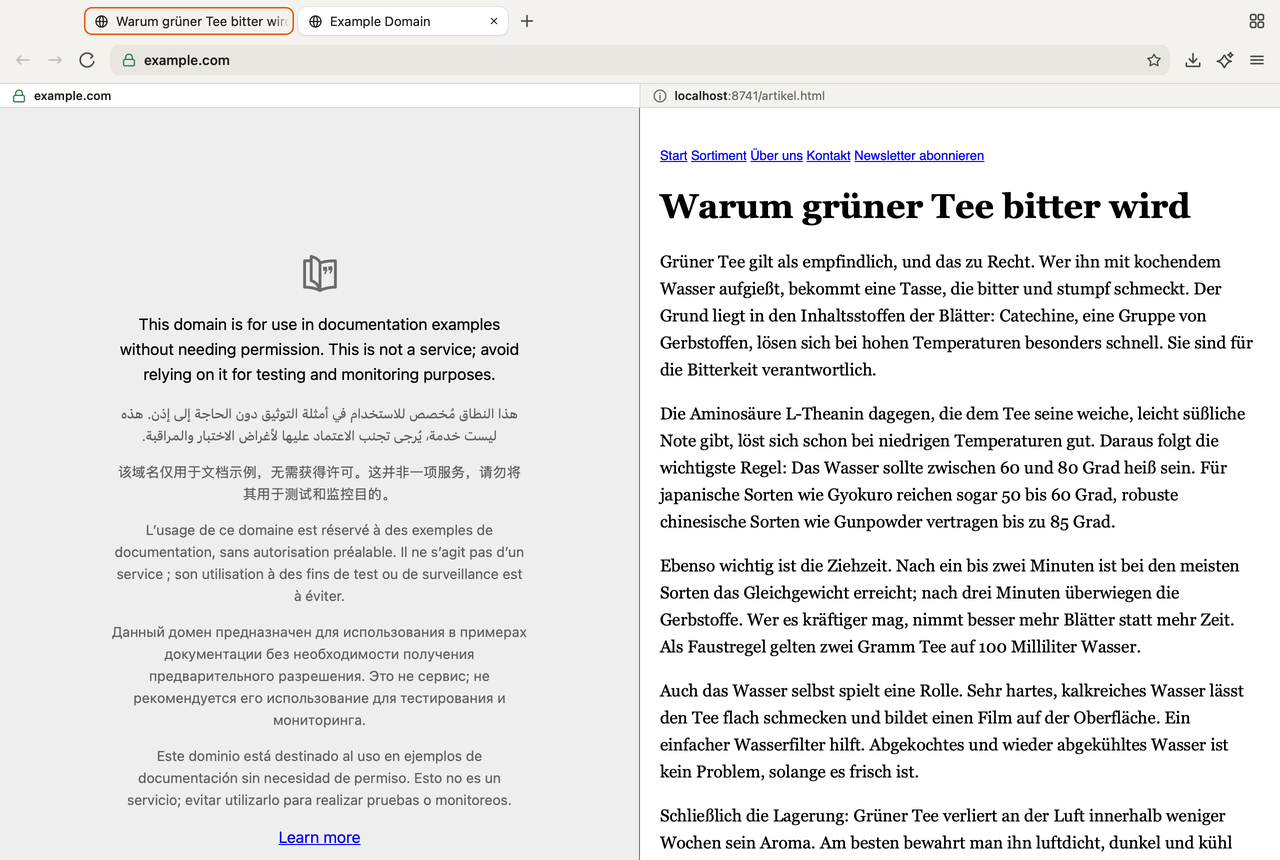 Warum grüner Tee bitter wird
Example Domain
example.com
example.com
This domain is for use in documentation examples
without needing permission. This is not a service; avoid
relying on it for testing and monitoring purposes.
هذا النطاق مُخصص للاستخدام في أمثلة التوثيق دون الحاجة إلى إذن. هذه
ليست خدمة، يُرجى تجنب الاعتماد عليها لأغراض الاختبار والمراقبة.
该域名仅用于文档示例，无需获得许可。这并非一项服务，请勿将
其用于测试和监控目的。
L’usage de ce domaine est réservé à des exemples de
documentation, sans autorisation préalable. Il ne s’agit pas d’un
service ; son utilisation à des fins de test ou de surveillance est
à éviter.
Данный домен предназначен для использования в примерах
документации без необходимости получения
предварительного разрешения. Это не сервис; не
рекомендуется его использование для тестирования и
мониторинга.
Este dominio está destinado al uso en ejemplos de
documentación sin necesidad de permiso. Esto no es un
servicio; evitar utilizarlo para realizar pruebas o monitoreos.
Learn more
localhost:8741/artikel.html
Start Sortiment Über uns Kontakt Newsletter abonnieren
Warum grüner Tee bitter wird
Grüner Tee gilt als empfindlich, und das zu Recht. Wer ihn mit kochendem
Wasser aufgießt, bekommt eine Tasse, die bitter und stumpf schmeckt. Der
Grund liegt in den Inhaltsstoffen der Blätter: Catechine, eine Gruppe von
Gerbstoffen, lösen sich bei hohen Temperaturen besonders schnell. Sie sind für
die Bitterkeit verantwortlich.
Die Aminosäure L-Theanin dagegen, die dem Tee seine weiche, leicht süßliche
Note gibt, löst sich schon bei niedrigen Temperaturen gut. Daraus folgt die
wichtigste Regel: Das Wasser sollte zwischen 60 und 80 Grad heiß sein. Für
japanische Sorten wie Gyokuro reichen sogar 50 bis 60 Grad, robuste
chinesische Sorten wie Gunpowder vertragen bis zu 85 Grad.
Ebenso wichtig ist die Ziehzeit. Nach ein bis zwei Minuten ist bei den meisten
Sorten das Gleichgewicht erreicht; nach drei Minuten überwiegen die
Gerbstoffe. Wer es kräftiger mag, nimmt besser mehr Blätter statt mehr Zeit.
Als Faustregel gelten zwei Gramm Tee auf 100 Milliliter Wasser.
Auch das Wasser selbst spielt eine Rolle. Sehr hartes, kalkreiches Wasser lässt
den Tee flach schmecken und bildet einen Film auf der Oberfläche. Ein
einfacher Wasserfilter hilft. Abgekochtes und wieder abgekühltes Wasser ist
kein Problem, solange es frisch ist.
Schließlich die Lagerung: Grüner Tee verliert an der Luft innerhalb weniger
Wochen sein Aroma. Am besten bewahrt man ihn luftdicht, dunkel und kühl